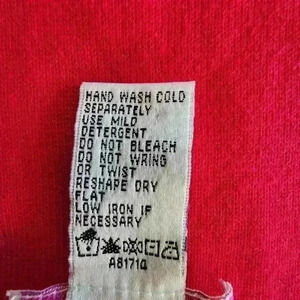 HAND WASH COLD
SEPARATELY
USE MILD
DETERGENT
DO NOT BLEACH
DO NOT WRING
OR TWIST
RESHAPE DRY
FLAT
LOW IRON IF
NECESSARY
A8171Q